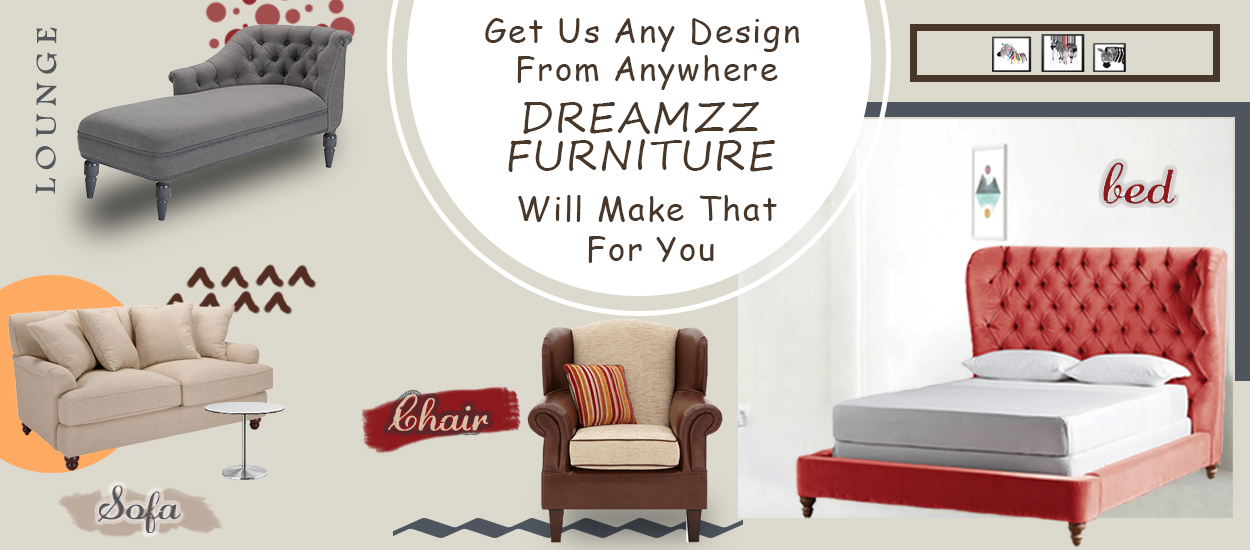 LOUNGE
Get Us Any Design
From Anywhere
DREAMZZ
FURNITURE
Will Make That
For You
bed
Chair
Sofa